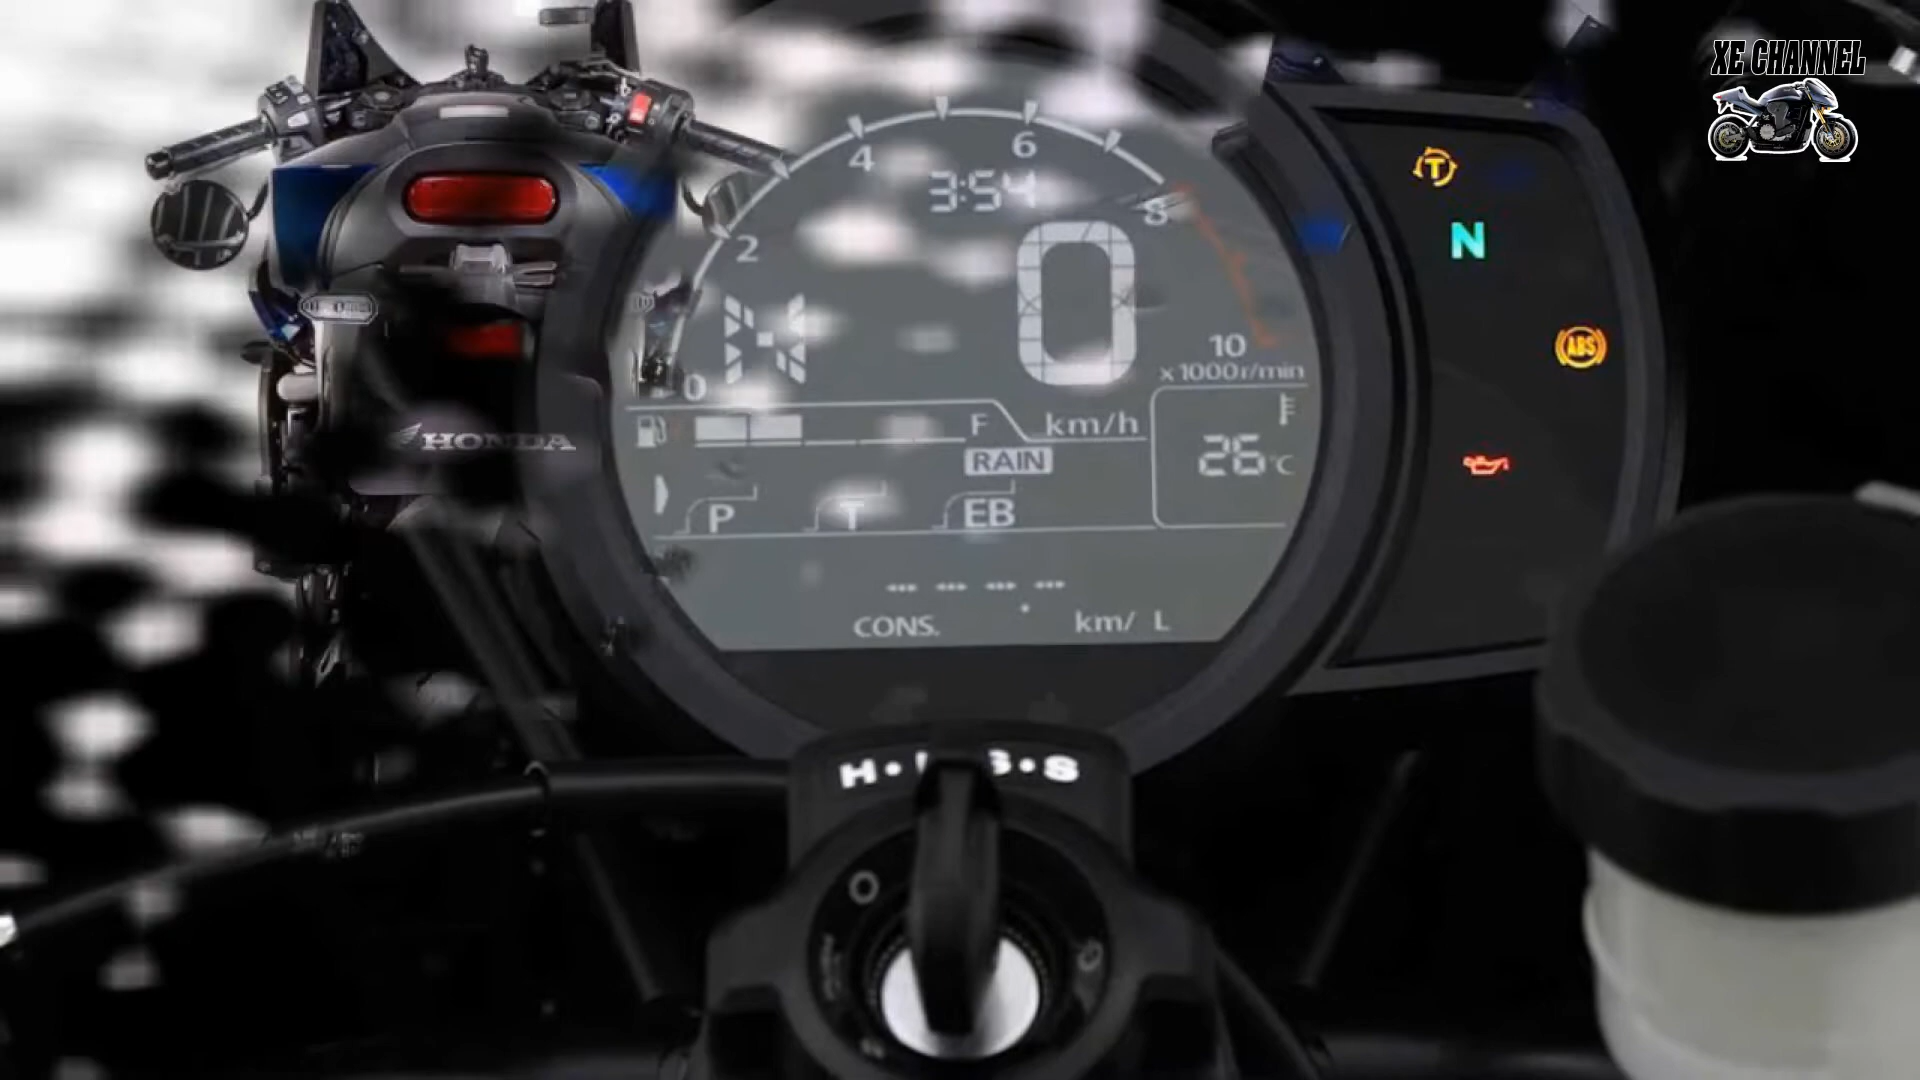 XE CHANNEL
6
4
3:54
8
2
N
0
10
x1000r/min
0
F
km/h
RAIN
26 °C
P
T
EB
CONS.
km/ L
T
N
ABS
HONDA